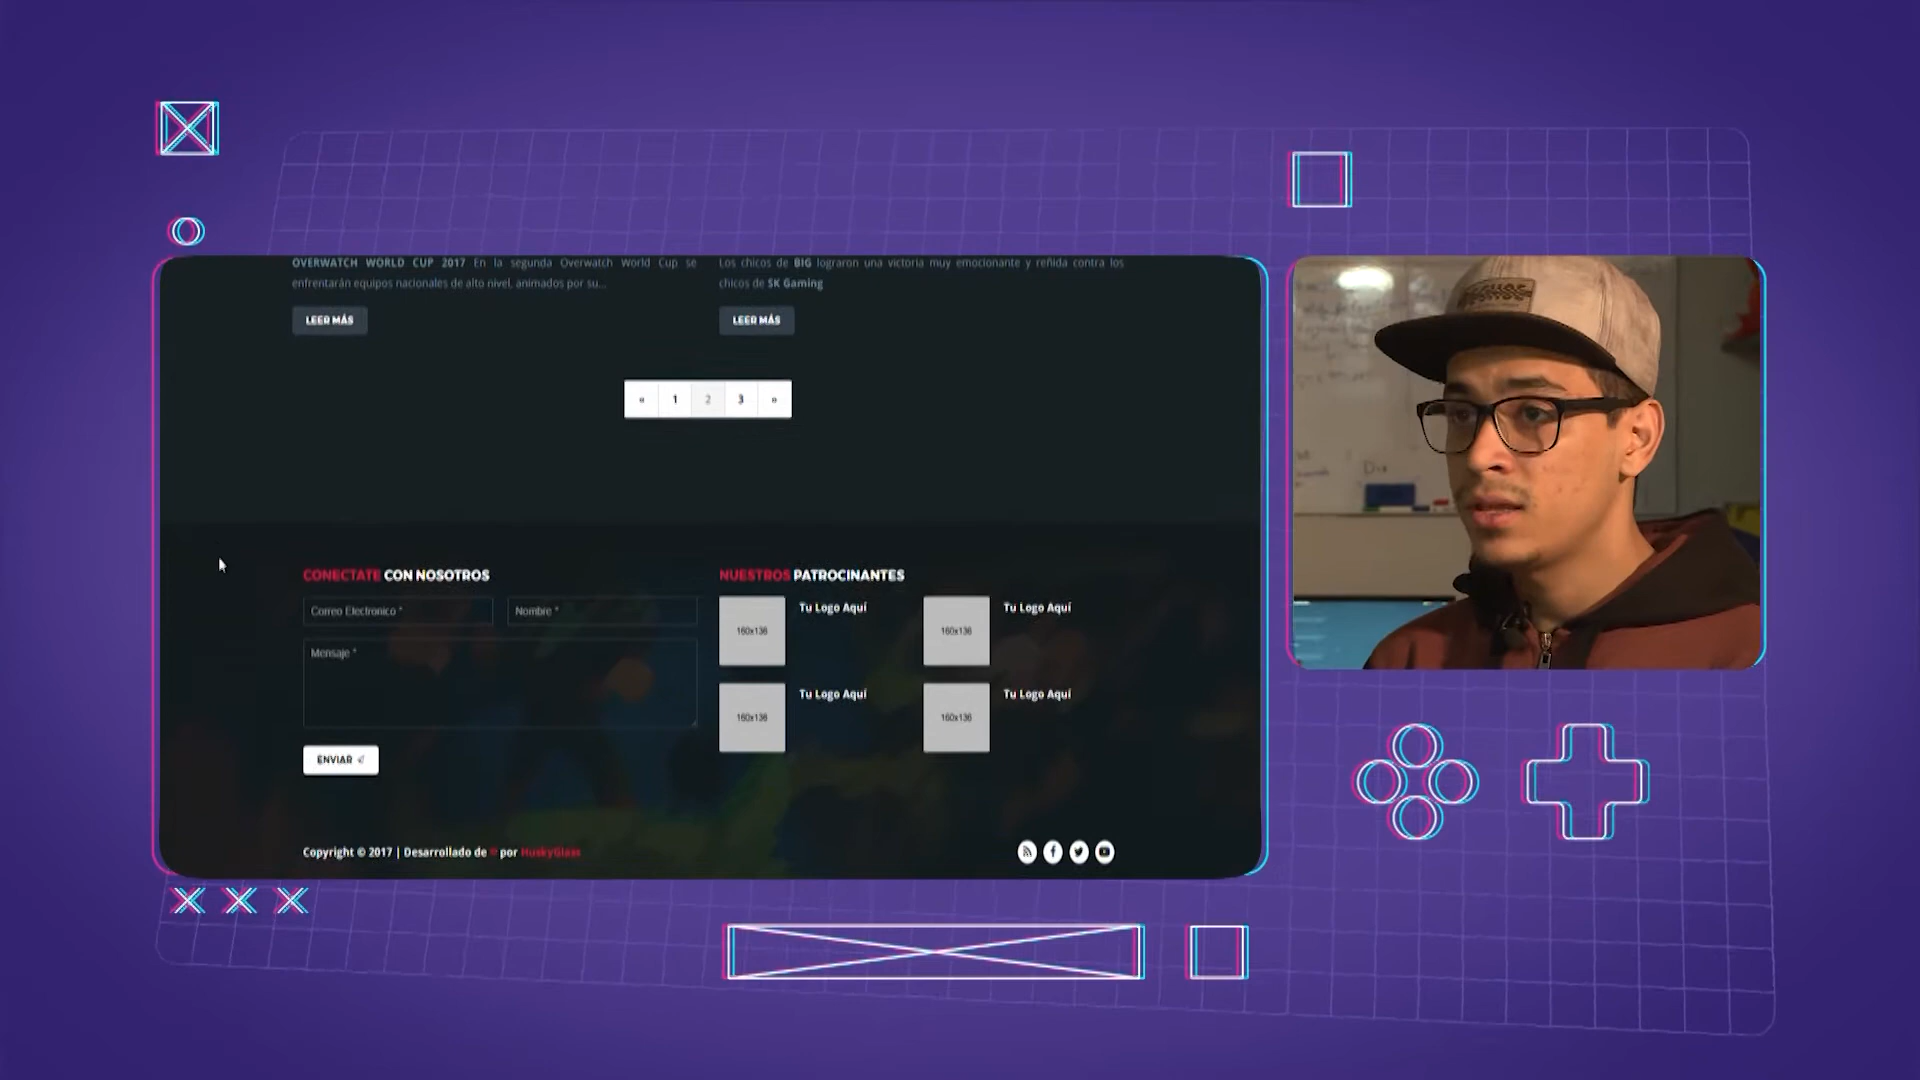 OVERWATCH WORLD CUP 2017 En la segunda Overwatch World Cup se
enfrentarán equipos nacionales de alto nivel, animados por su...
LEER MÁS
Los chicos de BIG lograron una victoria muy emocionante y reñida contra los
chicos de SK Gaming
LEER MÁS
« 1 2 3 »
CONECTATE CON NOSOTROS
Correo Electronico * Nombre *
Mensaje *
ENVIAR
NUESTROS PATROCINANTES
160x136 Tu Logo Aquí 160x136 Tu Logo Aquí
160x136 Tu Logo Aquí 160x136 Tu Logo Aquí
Copyright © 2017 | Desarrollado de ♥ por HuskyGlass